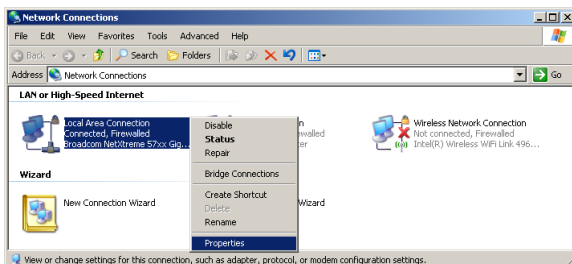 Network Connections
File Edit View Favorites Tools Advanced Help
Back Search Folders
Address Network Connections Go
LAN or High-Speed Internet
Local Area Connection
Connected, Firewalled
Broadcom NetXtreme 57xx Gig...
Disable
Status
Repair
Bridge Connections
Create Shortcut
Delete
Rename
Properties
Wireless Network Connection
Not connected, Firewalled
Intel(R) Wireless WiFi Link 496...
Wizard
New Connection Wizard
Wizard
View or change settings for this connection, such as adapter, protocol, or modem configuration settings.